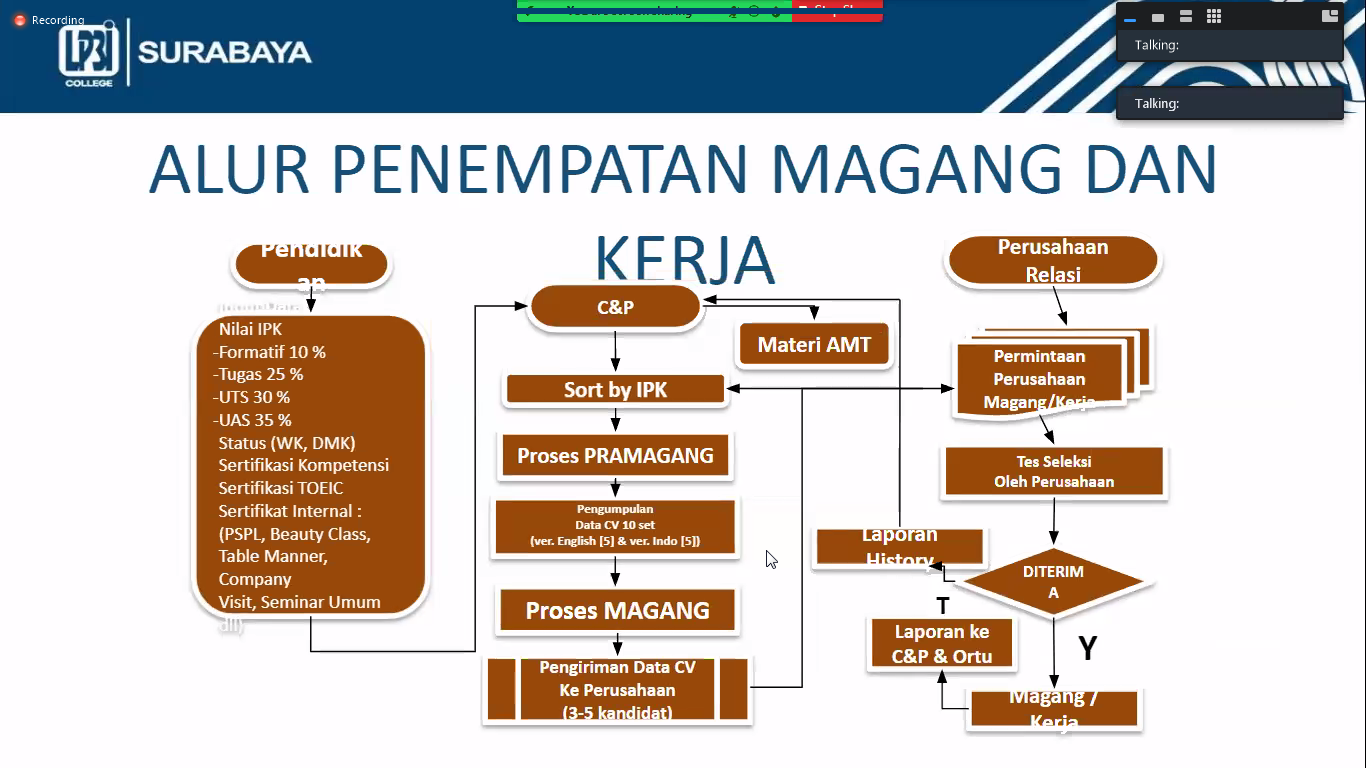 Recording
LP3I
COLLEGE
SURABAYA
Talking:
Talking:
ALUR PENEMPATAN MAGANG DAN
KERJA
Pendidik
an
Nilai IPK
-Formatif 10 %
-Tugas 25 %
-UTS 30 %
-UAS 35 %
Status (WK, DMK)
Sertifikasi Kompetensi
Sertifikasi TOEIC
Sertifikat Internal :
(PSPL, Beauty Class,
Table Manner,
Company
Visit, Seminar Umum
dll)
C&P
Materi AMT
Sort by IPK
Proses PRAMAGANG
Pengumpulan
Data CV 10 set
(ver. English [5] & ver. Indo [5])
Proses MAGANG
Pengiriman Data CV
Ke Perusahaan
(3-5 kandidat)
Perusahaan
Relasi
Permintaan
Perusahaan
Magang/Kerja
Tes Seleksi
Oleh Perusahaan
Laporan
History
DITERIM
A
T
Y
Laporan ke
C&P & Ortu
Magang /
Kerja